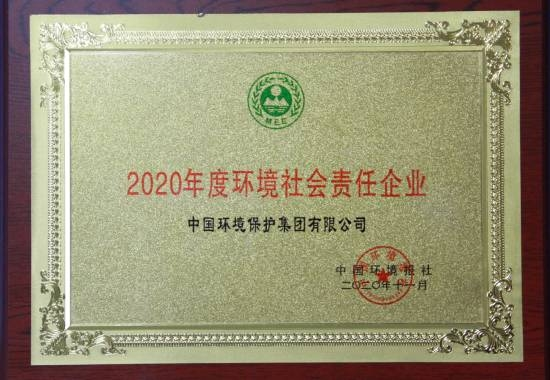 MEE
2020年度环境社会责任企业
中国环境保护集团有限公司
中国环境报社
二〇二〇年十一月